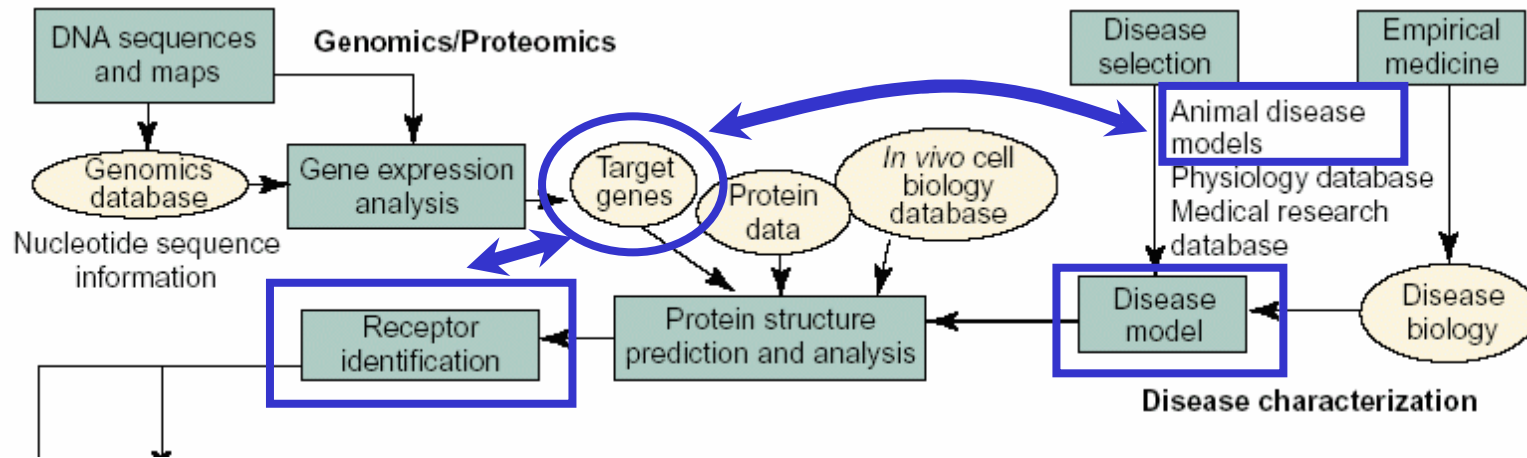 DNA sequences
and maps
Genomics/Proteomics
Disease
selection
Empirical
medicine
Animal disease
models
Physiology database
Medical research
database
Genomics
database
Nucleotide sequence
information
Gene expression
analysis
Target
genes
Protein
data
In vivo cell
biology
database
Receptor
identification
Protein structure
prediction and analysis
Disease
model
Disease
biology
Disease characterization